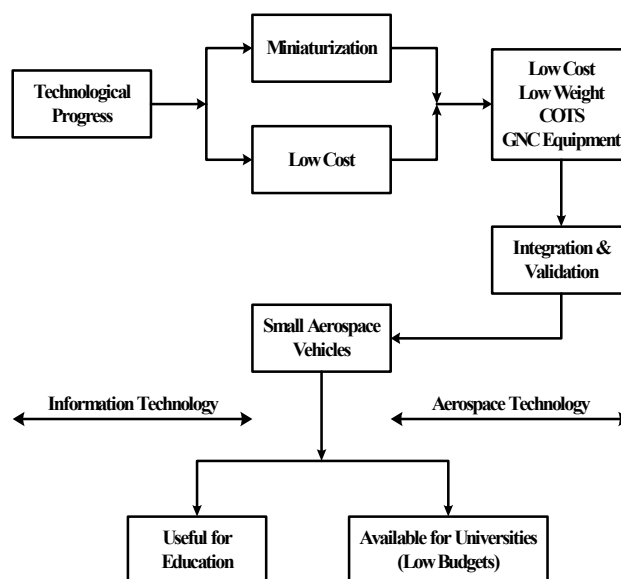 Miniaturization
Technological
Progress
Low Cost
Low Cost
Low Weight
COTS
GNC Equipment
Integration &
Validation
Small Aerospace
Vehicles
Information Technology
Aerospace Technology
Useful for
Education
Available for Universities
(Low Budgets)